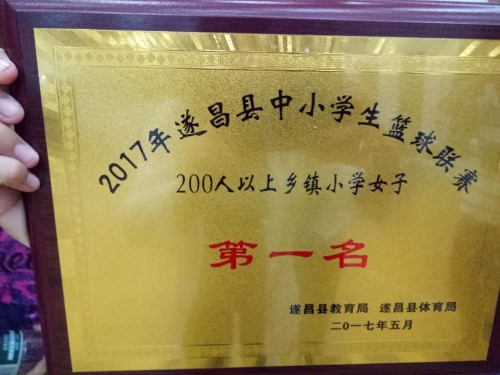 2017年遂昌县中小学生篮球联赛
200人以上乡镇小学女子
第一名
遂昌县教育局 遂昌县体育局
二0一七年五月